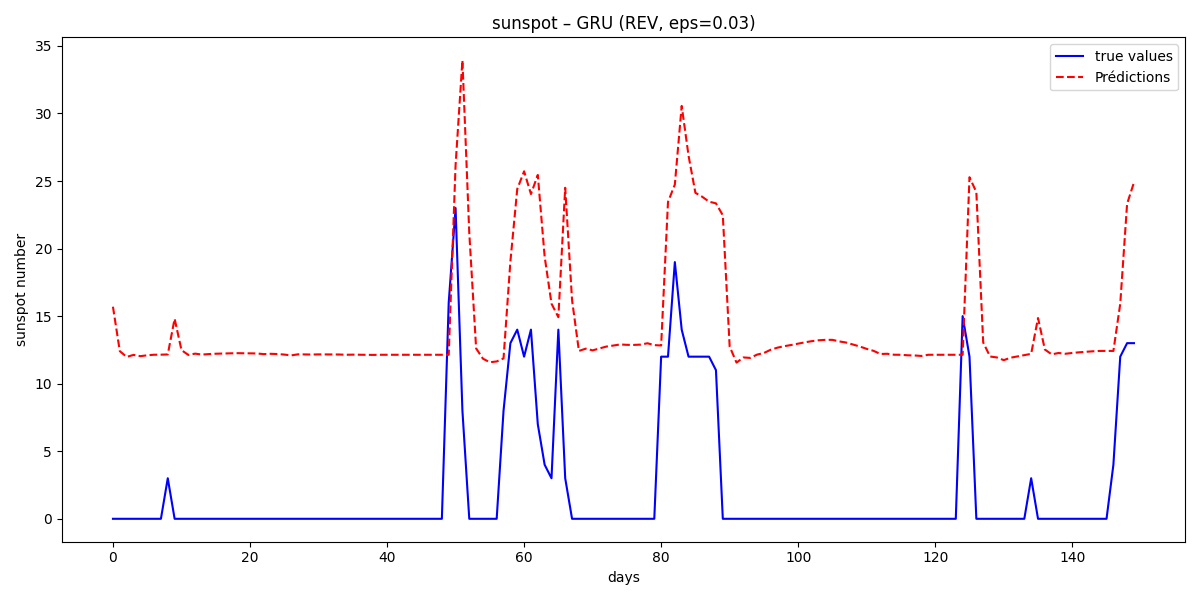 sunspot – GRU (REV, eps=0.03)
35
30
25
20
15
10
5
0
sunspot number
true values
Prédictions
0 20 40 60 80 100 120 140
days